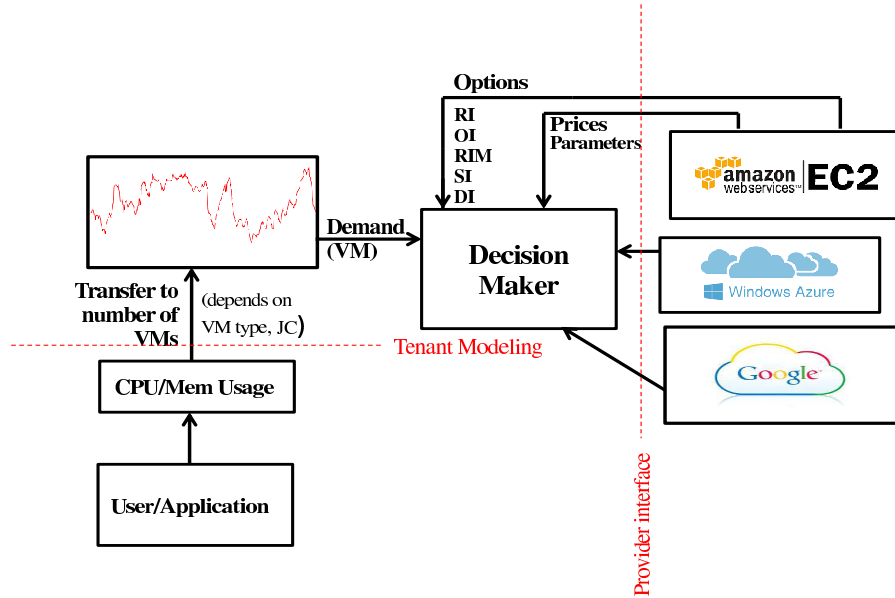 Options
RI
OI
RIM
SI
DI
Prices
Parameters
amazon
webservices™
EC2
Demand
(VM)
Decision
Maker
Windows Azure
Transfer to
number of
VMs
(depends on
VM type, JC)
Tenant Modeling
Google™
CPU/Mem Usage
User/Application
Provider interface